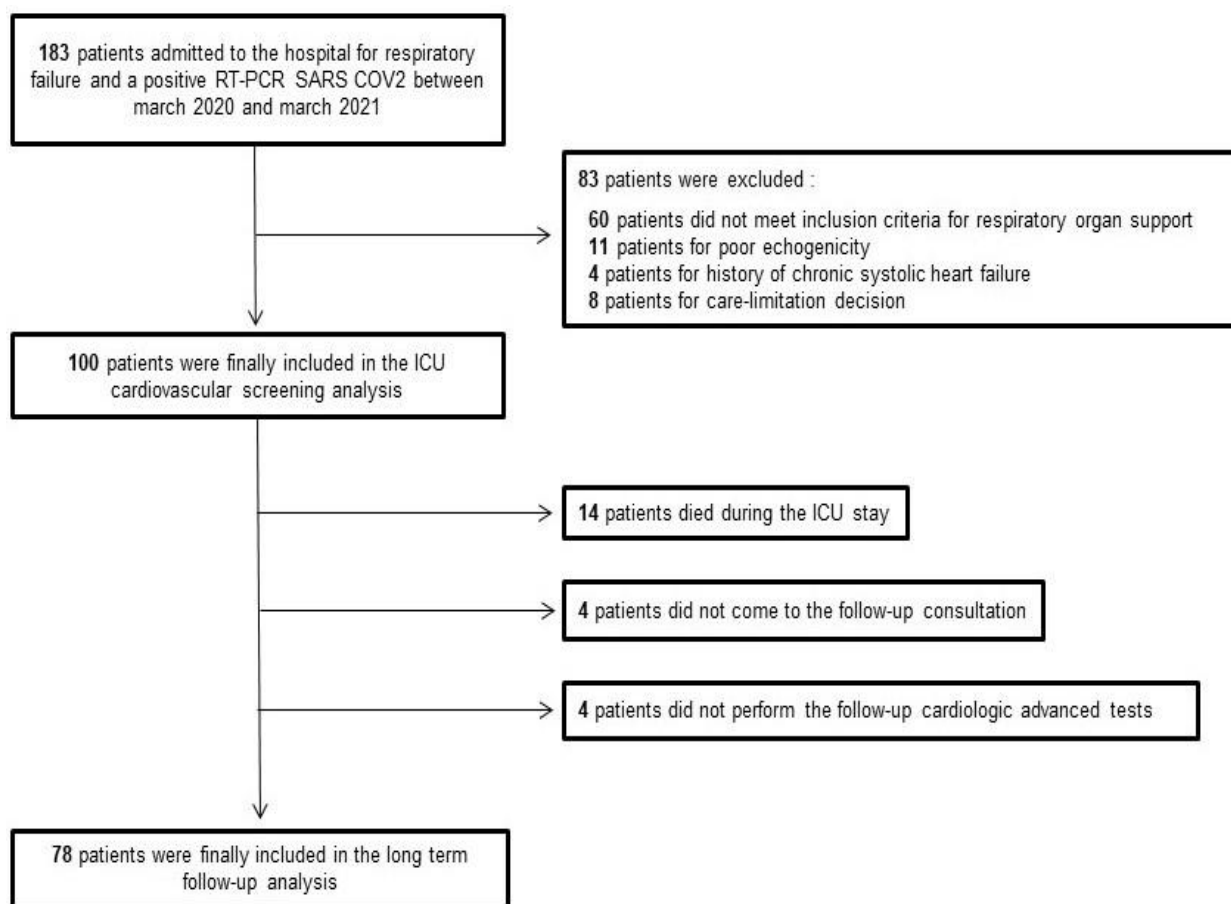 183 patients admitted to the hospital for respiratory
failure and a positive RT-PCR SARS COV2 between
march 2020 and march 2021
83 patients were excluded :
60 patients did not meet inclusion criteria for respiratory organ support
11 patients for poor echogenicity
4 patients for history of chronic systolic heart failure
8 patients for care-limitation decision
100 patients were finally included in the ICU
cardiovascular screening analysis
14 patients died during the ICU stay
4 patients did not come to the follow-up consultation
4 patients did not perform the follow-up cardiologic advanced tests
78 patients were finally included in the long term
follow-up analysis